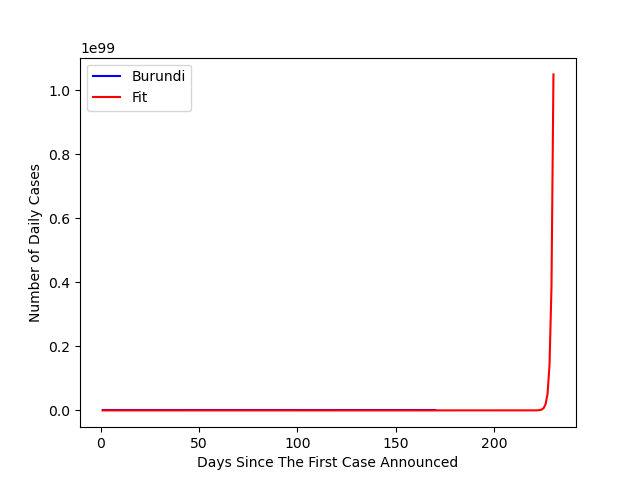 1e99
Burundi
Fit
1.0
0.8
0.6
0.4
0.2
0.0
Number of Daily Cases
0
50
100
150
200
Days Since The First Case Announced